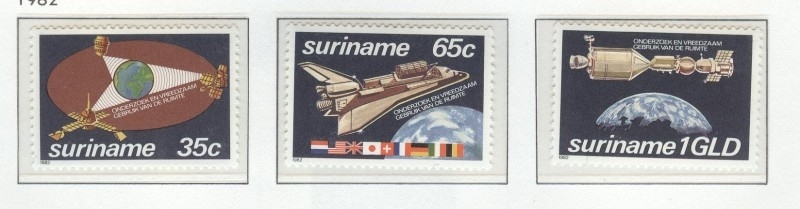 1982
ONDERZOEK EN VREEDZAAM
GEBRUIK VAN DE RUIMTE
suriname 35c
1982
suriname 65c
ONDERZOEK EN VREEDZAAM
GEBRUIK VAN DE RUIMTE
1982
ONDERZOEK EN VREEDZAAM
GEBRUIK VAN DE RUIMTE
suriname 1GLD
1982